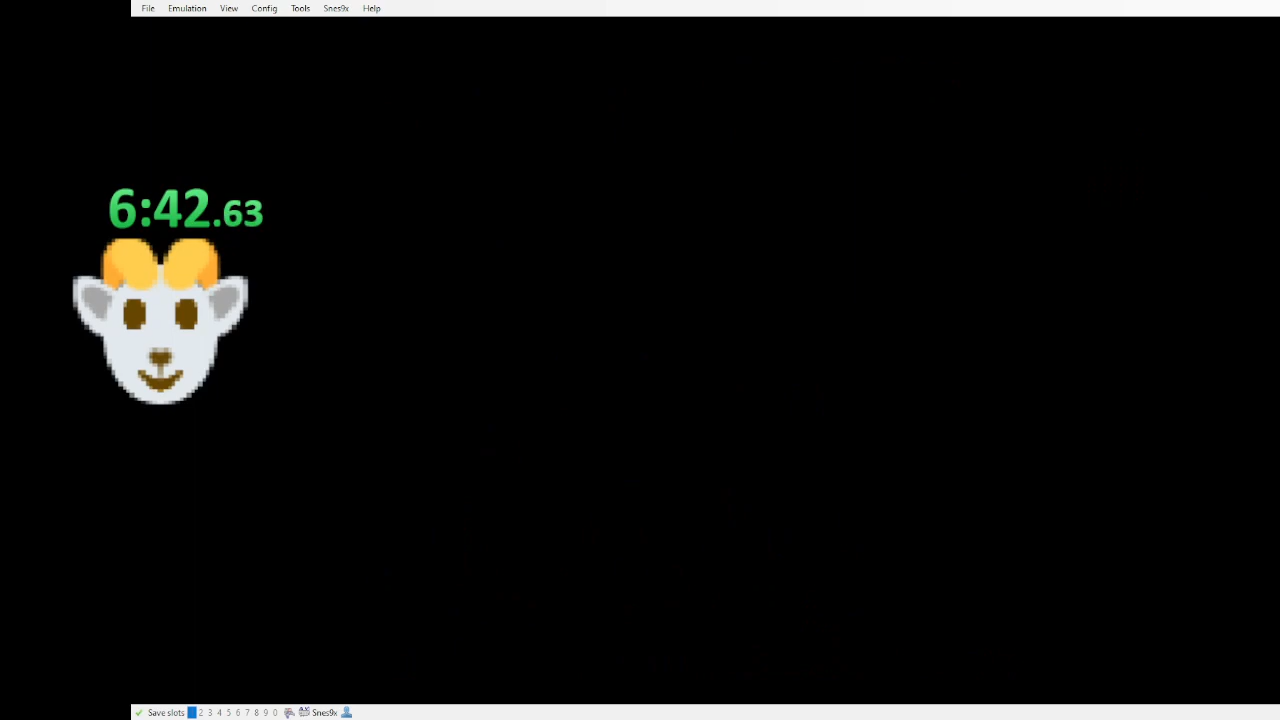 File Emulation View Config Tools Snes9x Help
6:42.63
Save slots 2 3 4 5 6 7 8 9 0 Snes9x